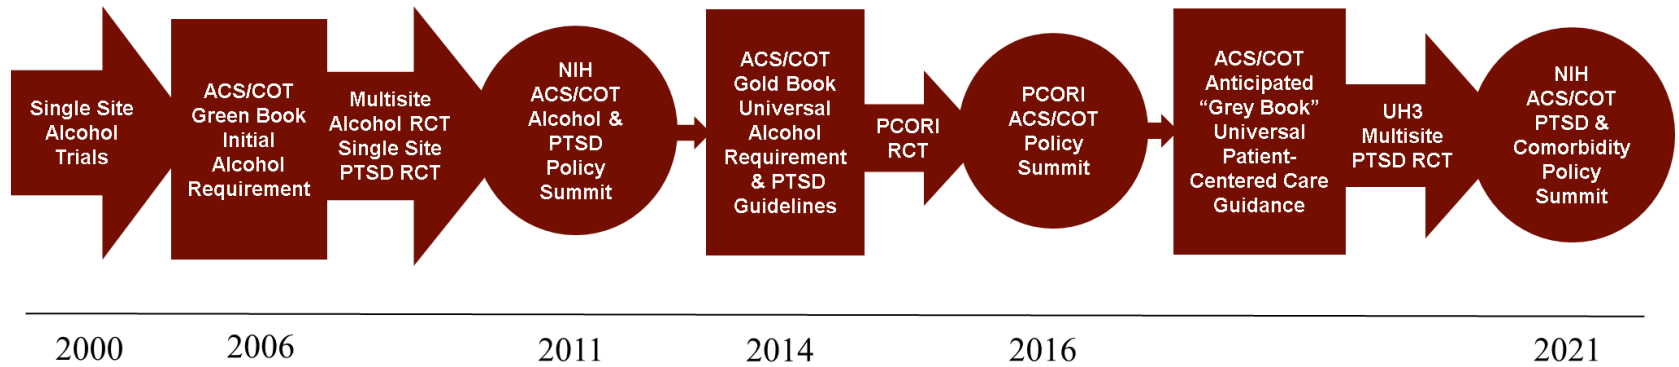 Single Site
Alcohol
Trials
ACS/COT
Green Book
Initial
Alcohol
Requirement
Multisite
Alcohol RCT
Single Site
PTSD RCT
NIH
ACS/COT
Alcohol &
PTSD
Policy
Summit
ACS/COT
Gold Book
Universal
Alcohol
Requirement
& PTSD
Guidelines
PCORI
RCT
PCORI
ACS/COT
Policy
Summit
ACS/COT
Anticipated
“Grey Book”
Universal
Patient-
Centered Care
Guidance
UH3
Multisite
PTSD RCT
NIH
ACS/COT
PTSD &
Comorbidity
Policy
Summit
2000
2006
2011
2014
2016
2021